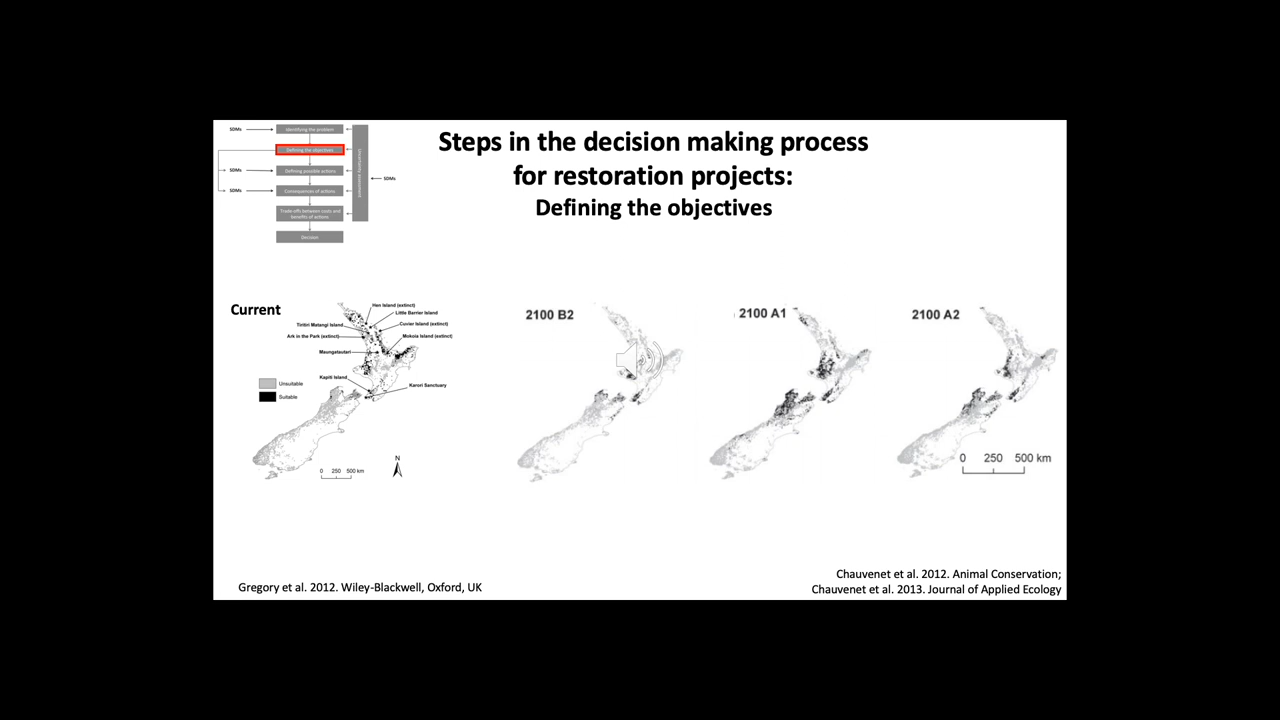 SDMs
Identifying the problem
Defining the objectives
SDMs
Defining possible actions
SDMs
SDMs
Consequences of actions
Trade-offs between costs and
benefits of actions
Decision
Uncertainty assessment
Steps in the decision making process
for restoration projects:
Defining the objectives
Current
Hen Island (extinct)
Little Barrier Island
Tiritiri Matangi Island
Cuvier Island (extinct)
Ark in the Park (extinct)
Mokoia Island (extinct)
Maungatautari
Kapiti Island
Karori Sanctuary
Unsuitable
Suitable
N
0 250 500 km
2100 B2
2100 A1
2100 A2
0 250 500 km
Gregory et al. 2012. Wiley-Blackwell, Oxford, UK
Chauvenet et al. 2012. Animal Conservation;
Chauvenet et al. 2013. Journal of Applied Ecology